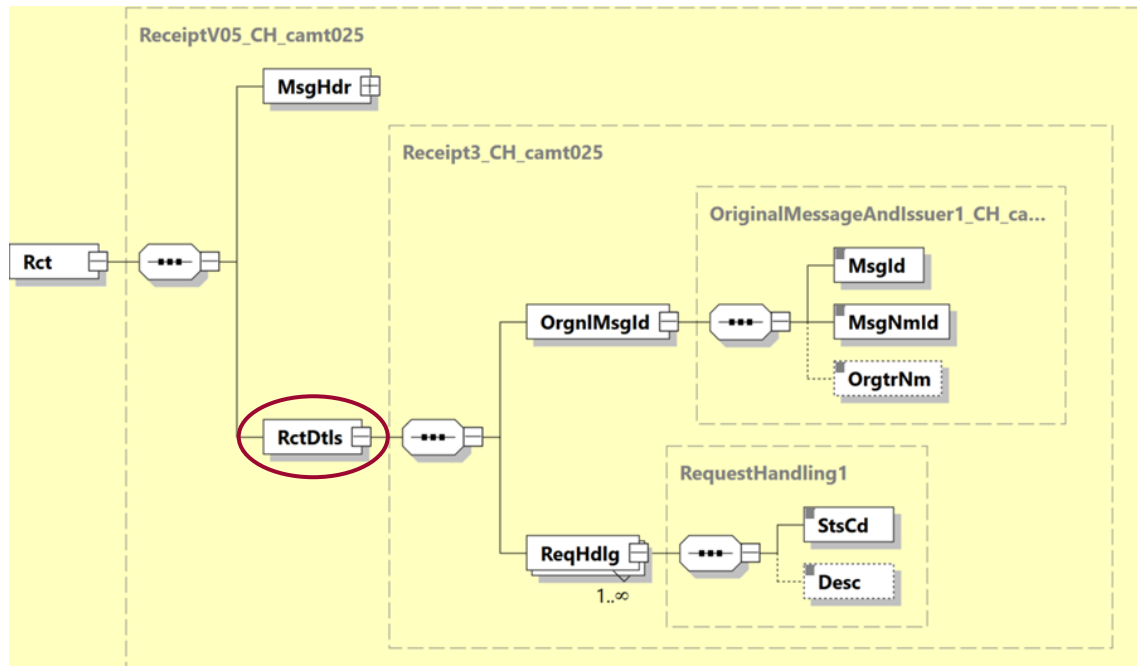 ReceiptV05_CH_camt025
MsgHdr
Receipt3_CH_camt025
OriginalMessageAndIssuer1_CH_ca...
Rct
MsgId
OrgnlMsgId
MsgNmId
OrgtrNm
RctDtls
RequestHandling1
StsCd
ReqHdlg
Desc
1..∞